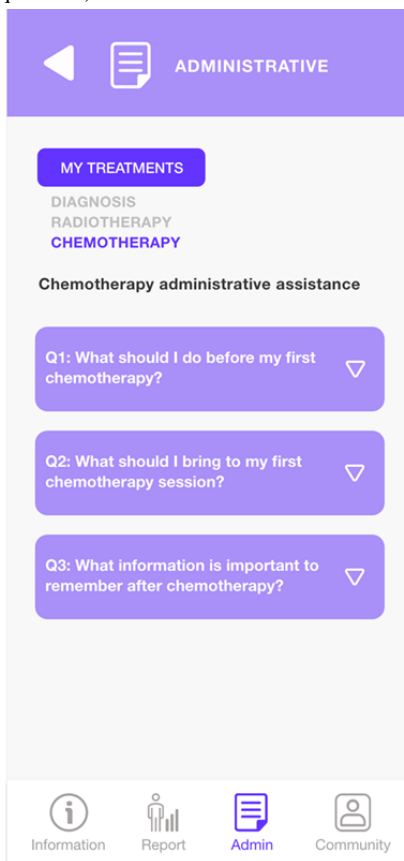 ADMINISTRATIVE
MY TREATMENTS
DIAGNOSIS
RADIOTHERAPY
CHEMOTHERAPY
Chemotherapy administrative assistance
Q1: What should I do before my first
chemotherapy?
Q2: What should I bring to my first
chemotherapy session?
Q3: What information is important to
remember after chemotherapy?
Information Report Admin Community